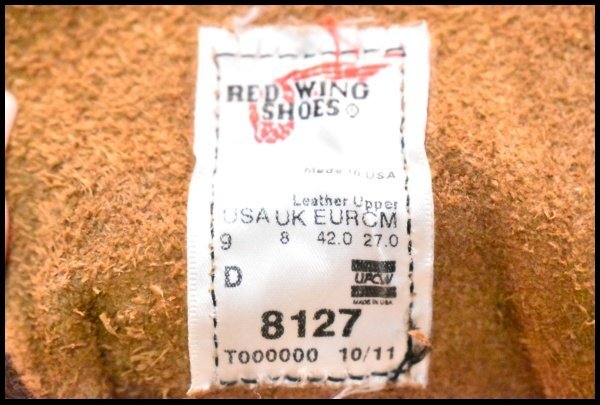 RED WING
SHOES®
Made in USA
Leather Upper
USA UK EUR CM
9 8 42.0 27.0
D
UFCW
MADE IN USA
8127
T000000 10/11